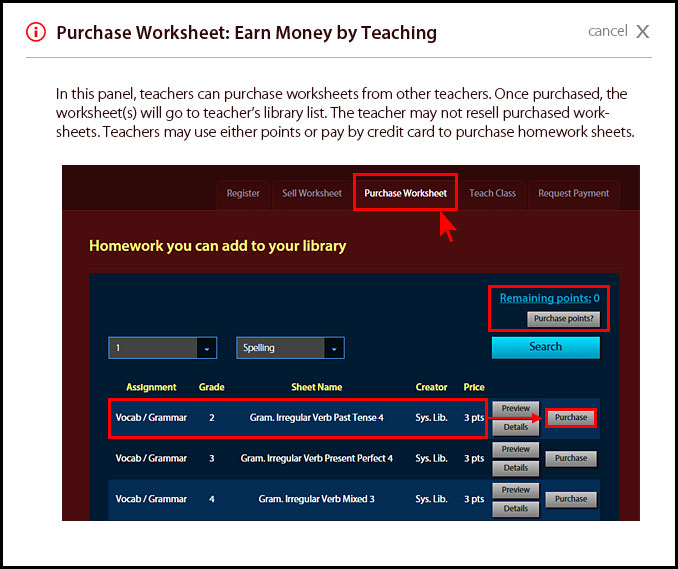 Purchase Worksheet: Earn Money by Teaching
cancel X
In this panel, teachers can purchase worksheets from other teachers. Once purchased, the
worksheet(s) will go to teacher's library list. The teacher may not resell purchased work-
sheets. Teachers may use either points or pay by credit card to purchase homework sheets.
Register Sell Worksheet Purchase Worksheet Teach Class Request Payment
Homework you can add to your library
Remaining points: 0
Purchase points?
1 Spelling Search
Assignment Grade Sheet Name Creator Price
Preview
Vocab / Grammar 2 Gram. Irregular Verb Past Tense 4 Sys. Lib. 3 pts Purchase
Details
Preview
Vocab / Grammar 3 Gram. Irregular Verb Present Perfect 4 Sys. Lib. 3 pts Purchase
Details
Preview
Vocab / Grammar 4 Gram. Irregular Verb Mixed 3 Sys. Lib. 3 pts Purchase
Details